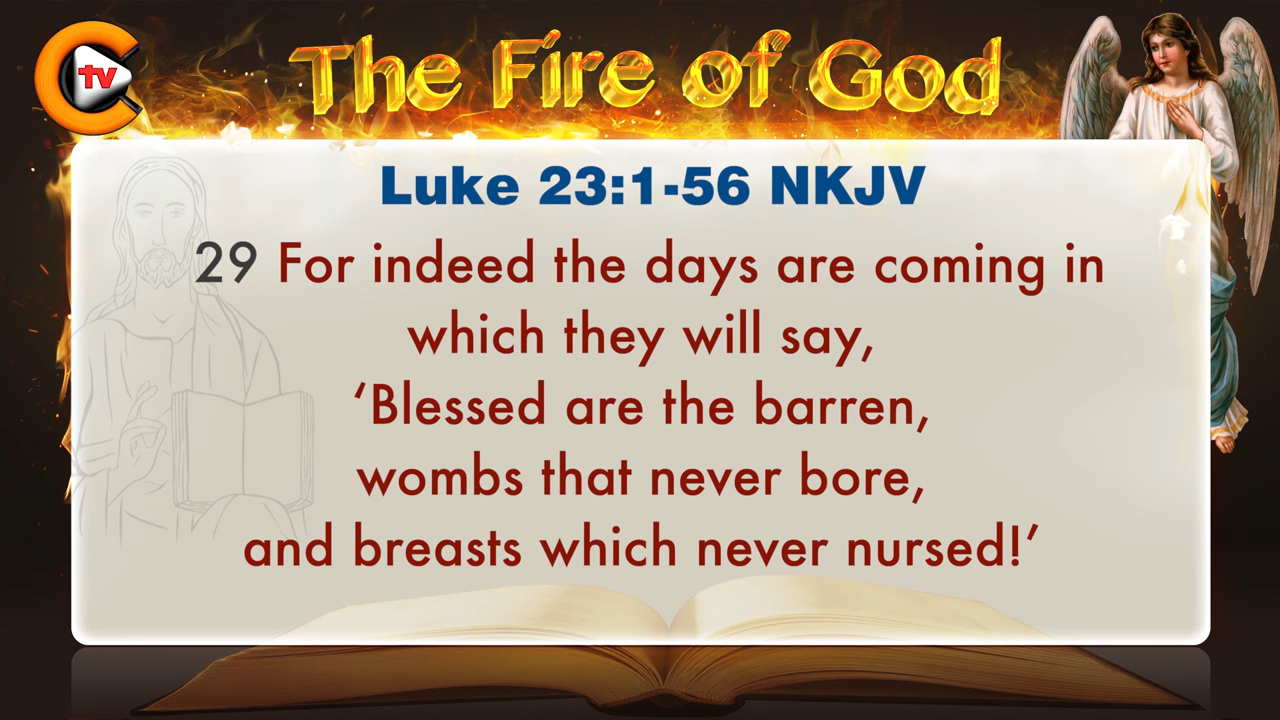 tv
The Fire of God
Luke 23:1-56 NKJV
29 For indeed the days are coming in
which they will say,
‘Blessed are the barren,
wombs that never bore,
and breasts which never nursed!’